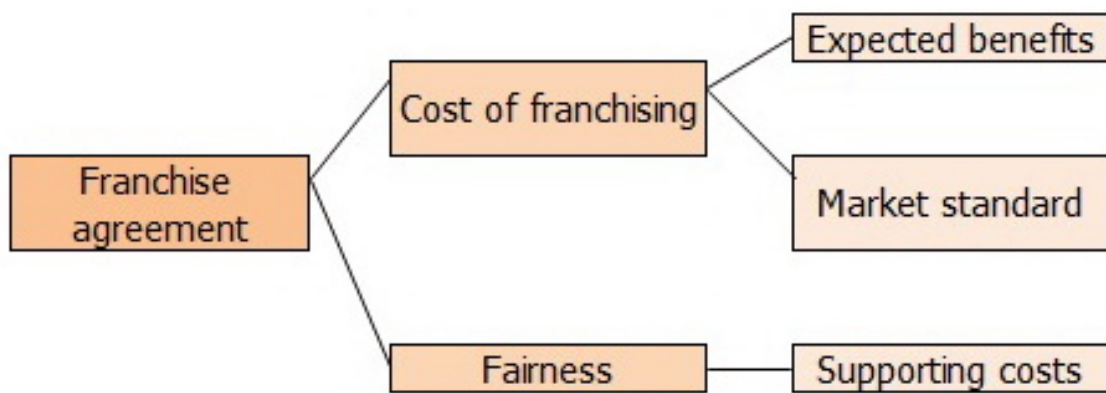 Expected benefits
Cost of franchising
Franchise
agreement
Market standard
Fairness
Supporting costs